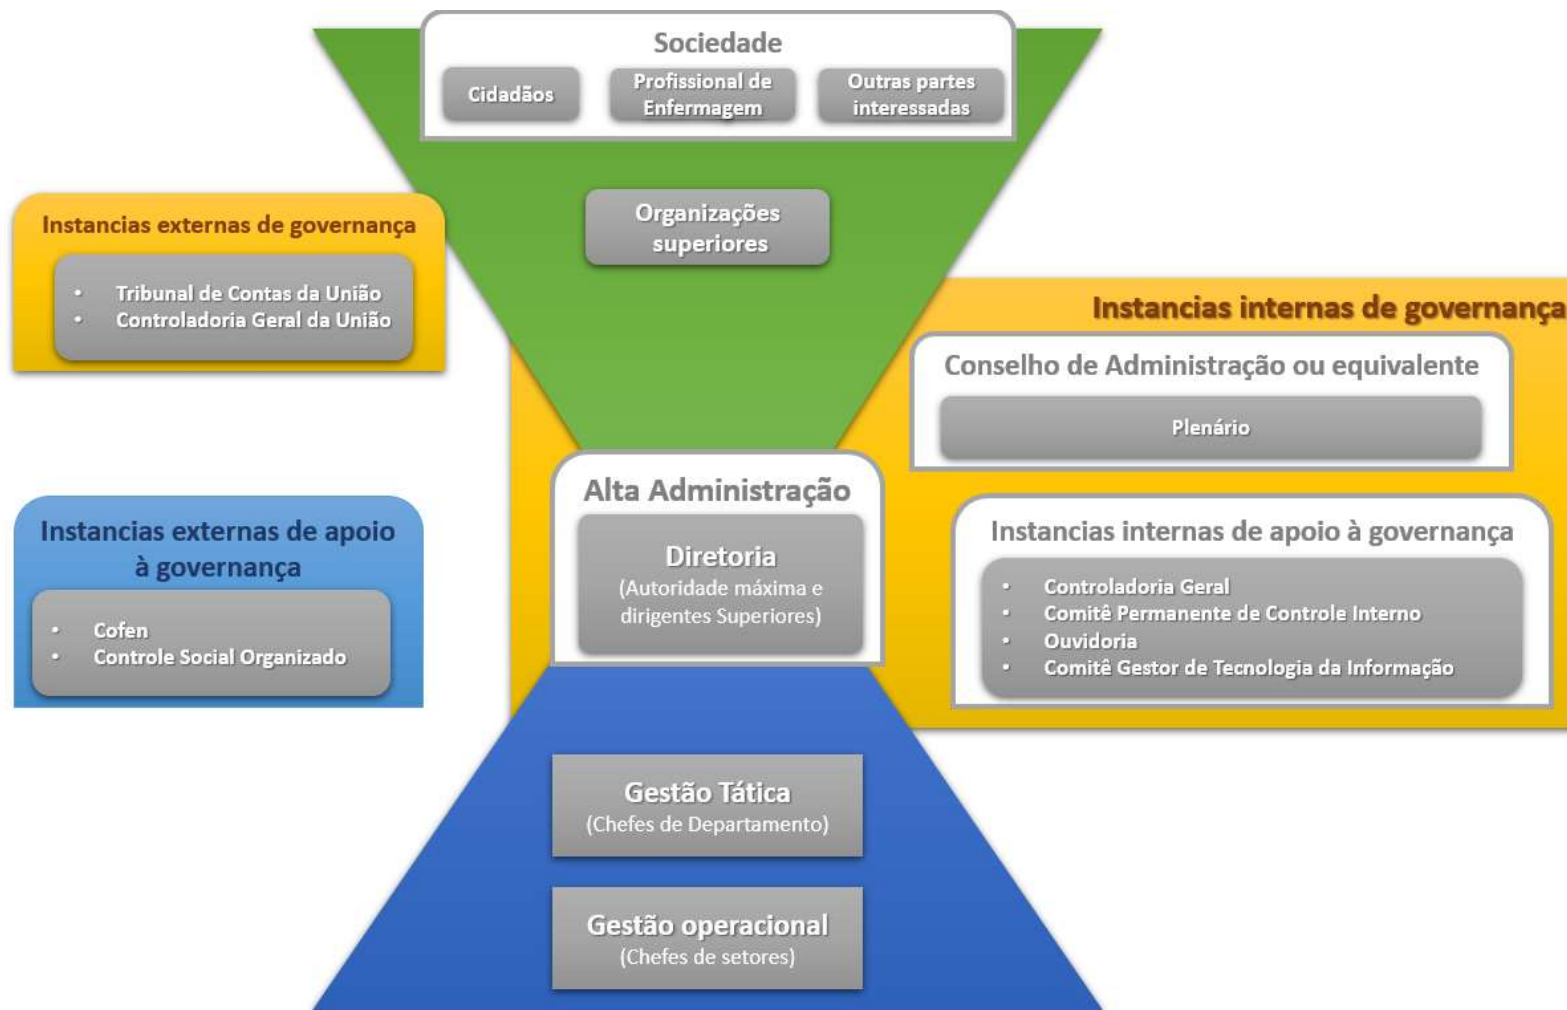 Sociedade
Cidadãos
Profissional de
Enfermagem
Outras partes
interessadas
Organizações
superiores
Instancias externas de governança
• Tribunal de Contas da União
• Controladoria Geral da União
Instancias internas de governança
Conselho de Administração ou equivalente
Plenário
Alta Administração
Diretoria
(Autoridade máxima e
dirigentes Superiores)
Instancias externas de apoio
à governança
• Cofen
• Controle Social Organizado
Instancias internas de apoio à governança
• Controladoria Geral
• Comitê Permanente de Controle Interno
• Ouvidoria
• Comitê Gestor de Tecnologia da Informação
Gestão Tática
(Chefes de Departamento)
Gestão operacional
(Chefes de setores)